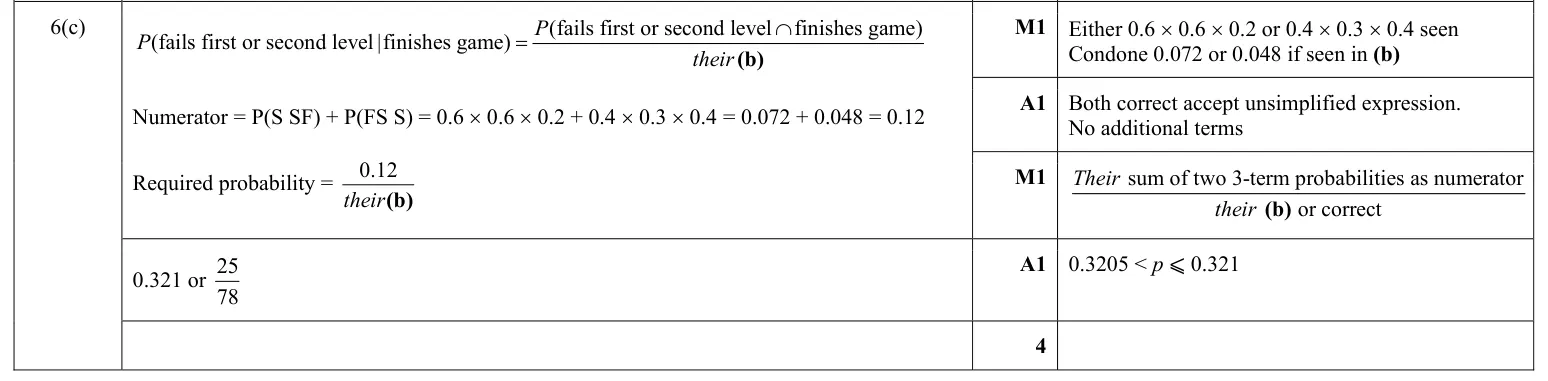 6(c)
P(fails first or second level|finishes game) = P(fails first or second level∩finishes game) / their (b)
M1
Either 0.6 × 0.6 × 0.2 or 0.4 × 0.3 × 0.4 seen
Condone 0.072 or 0.048 if seen in (b)
Numerator = P(S SF) + P(FS S) = 0.6 × 0.6 × 0.2 + 0.4 × 0.3 × 0.4 = 0.072 + 0.048 = 0.12
A1
Both correct accept unsimplified expression.
No additional terms
Required probability = 0.12 / their(b)
M1
Their sum of two 3-term probabilities as numerator
their (b) or correct
0.321 or 25/78
A1
0.3205 < p ⩽ 0.321
4